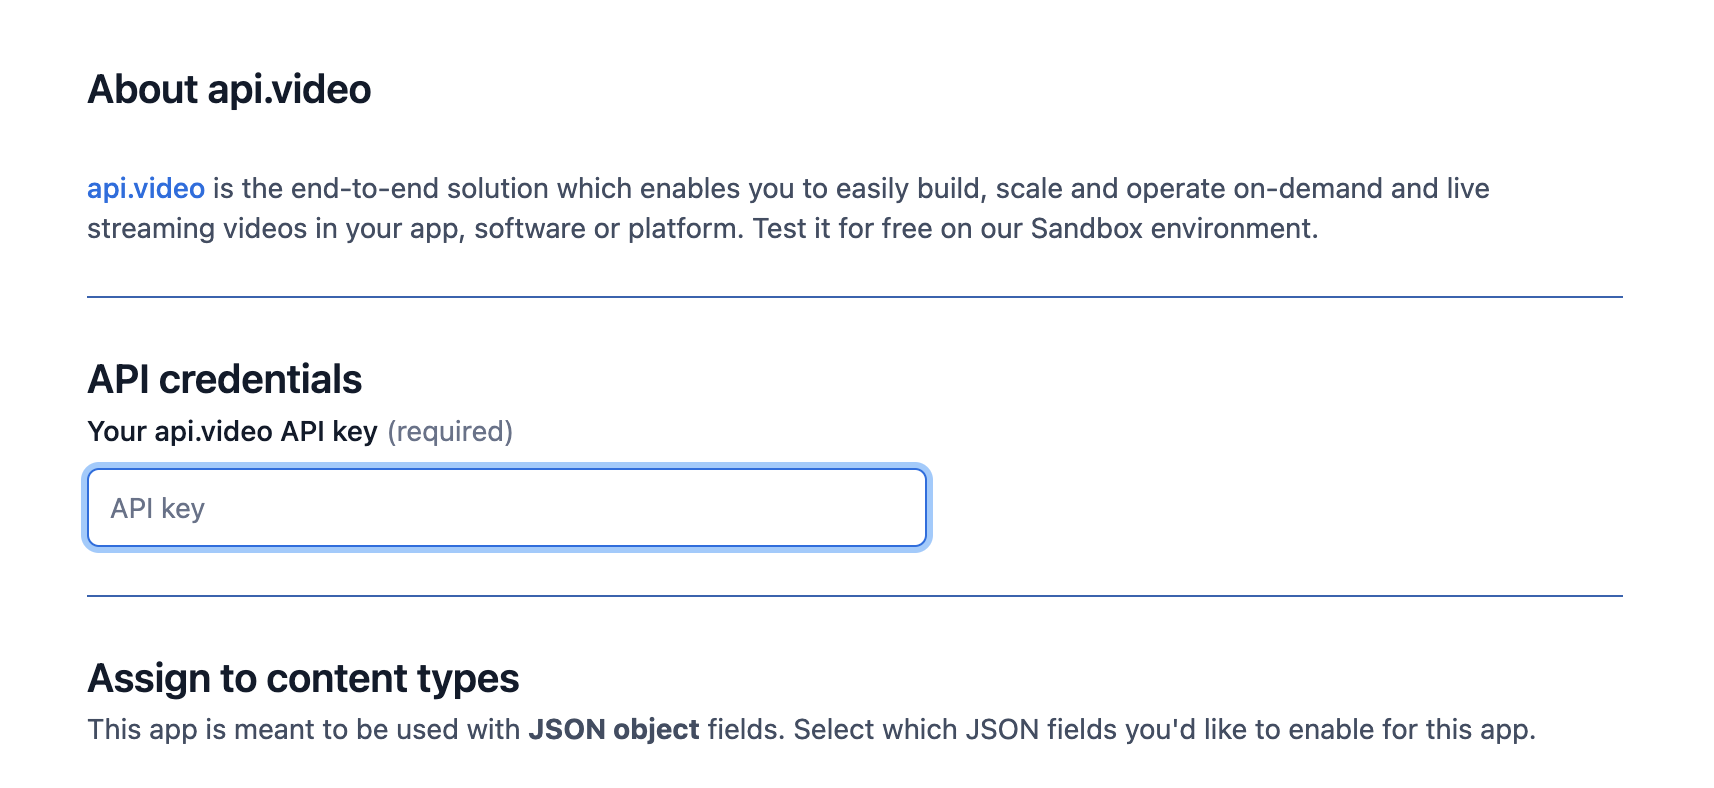 About api.video
api.video is the end-to-end solution which enables you to easily build, scale and operate on-demand and live
streaming videos in your app, software or platform. Test it for free on our Sandbox environment.
API credentials
Your api.video API key (required)
API key
Assign to content types
This app is meant to be used with JSON object fields. Select which JSON fields you'd like to enable for this app.